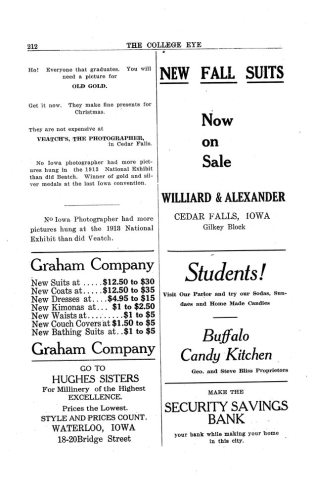 212
THE COLLEGE EYE
Ho! Everyone that graduates. You will
need a picture for
OLD GOLD.
Get it now. They make fine presents for
Christmas.
They are not expensive at
VEATCH'S, THE PHOTOGRAPHER,
in Cedar Falls.
No Iowa photographer had more pict-
ures hung in the 1912 National Exhibit
than did Veatch. Winner of gold and sil-
ver medals at the last Iowa convention.
No Iowa Photographer had more
pictures hung at the 1913 National
Exhibit than did Veatch.
Graham Company
New Suits at .....$12.50 to $30
New Coats at .....$12.50 to $35
New Dresses at....$4.95 to $15
New Kimonas at... $1 to $2.50
New Waists at........$1 to $5
New Couch Covers at $1.50 to $5
New Bathing Suits at..$1 to $5
Graham Company
GO TO
HUGHES SISTERS
For Millinery of the Highest
EXCELLENCE.
Prices the Lowest.
STYLE AND PRICES COUNT.
WATERLOO, IOWA
18-20 Bridge Street
NEW FALL SUITS
Now
on
Sale
WILLIARD & ALEXANDER
CEDAR FALLS, IOWA
Gilkey Block
Students!
Visit Our Parlor and try our Sodas, Sun-
daes and Home Made Candies
Buffalo
Candy Kitchen
Geo. and Steve Bliss Proprietors
MAKE THE
SECURITY SAVINGS
BANK
your bank while making your home
in this city.